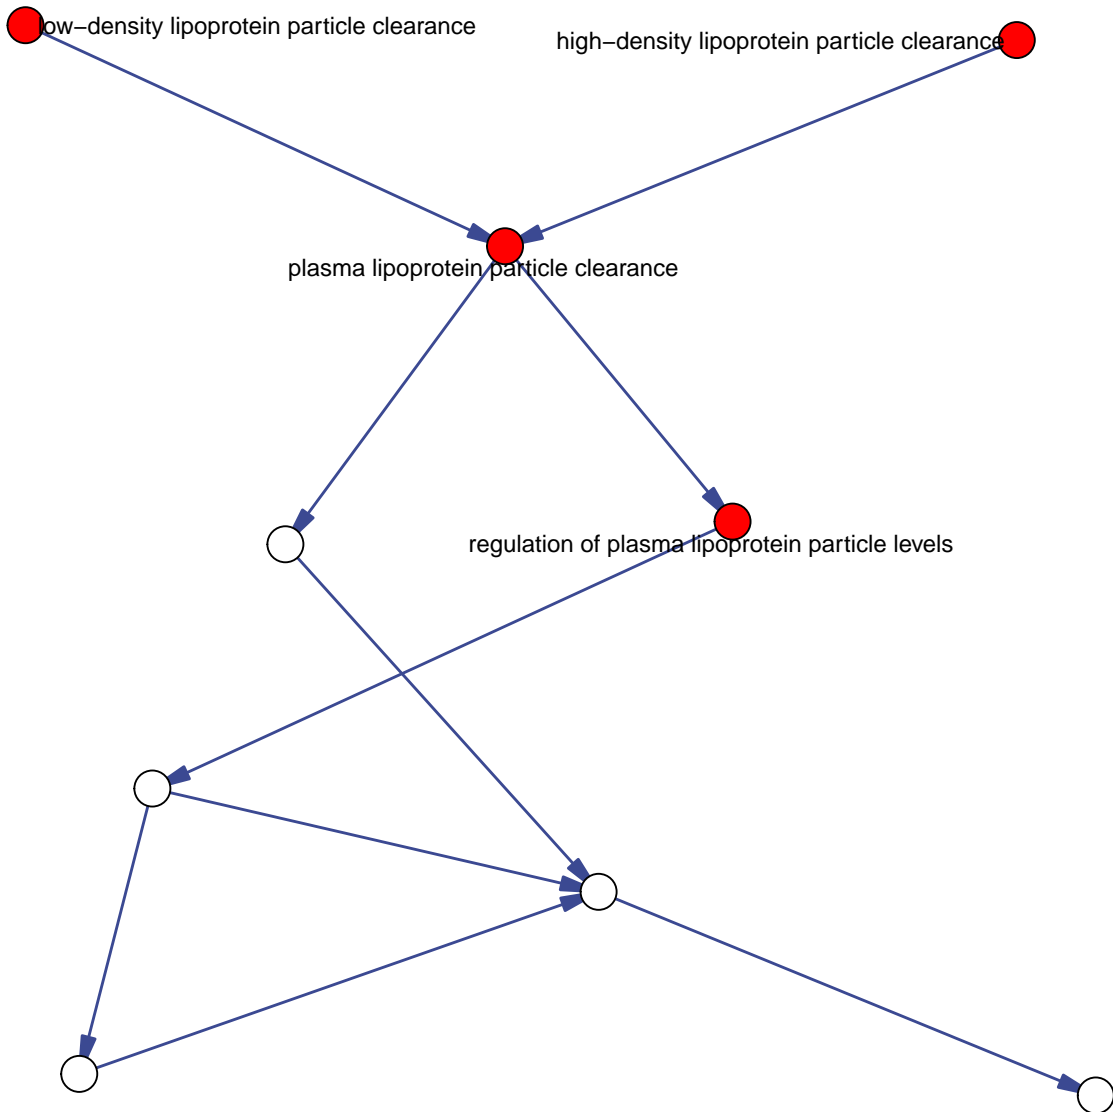 low−density lipoprotein particle clearance
high−density lipoprotein particle clearance
plasma lipoprotein particle clearance
regulation of plasma lipoprotein particle levels